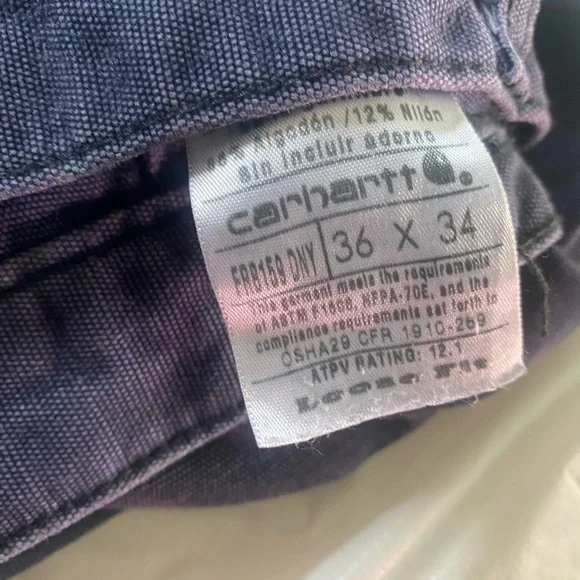 Algodón /12% Nilón
sin incluir adorno
carhartt
FRB159 DNY 36 X 34
This garment meets the requirements
of ASTM F1506, NFPA-70E, and the
compliance requirements set forth in
OSHA29 CFR 1910-269
ATPV RATING: 12.1
Loose Fit